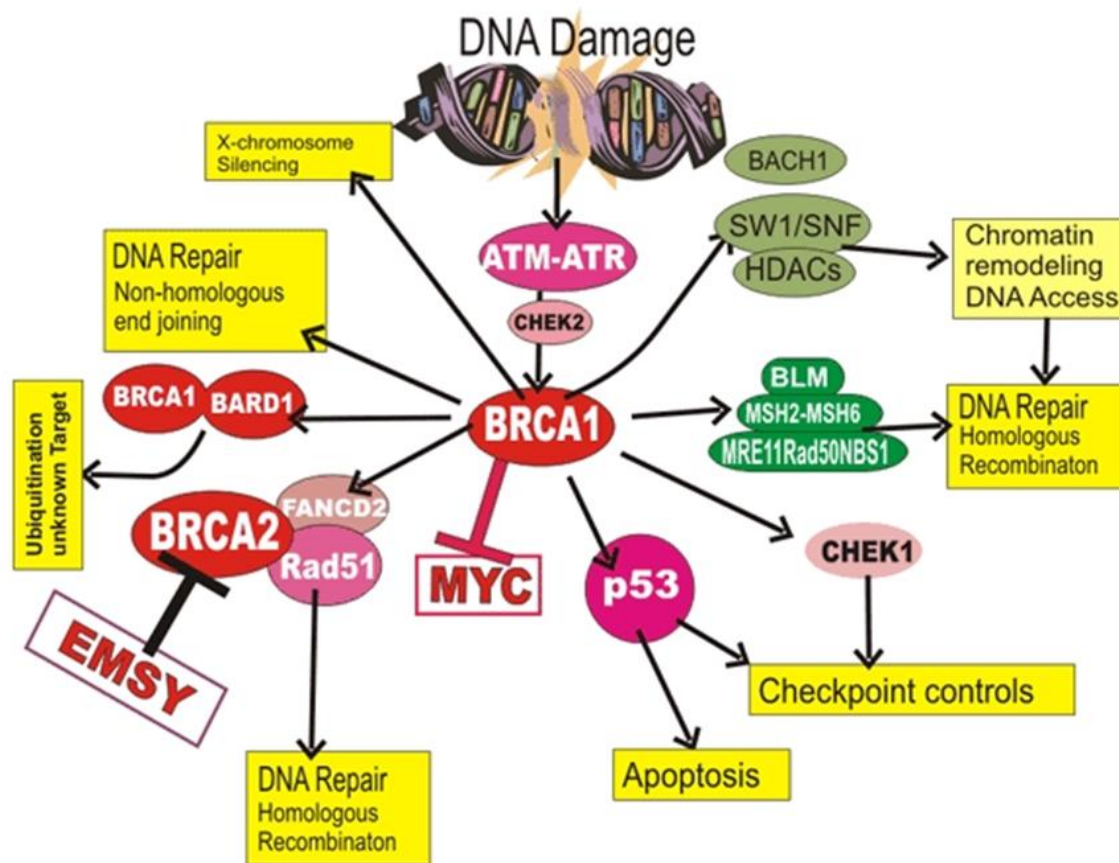 DNA Damage
X-chromosome
Silencing
BACH1
SW1/SNF
HDACs
Chromatin
remodeling
DNA Access
ATM-ATR
CHEK2
DNA Repair
Non-homologous
end joining
BRCA1
BARD1
BRCA1
BLM
MSH2-MSH6
MRE11Rad50NBS1
DNA Repair
Homologous
Recombinaton
Ubiquitination
unknown Target
BRCA2
FANCD2
Rad51
MYC
p53
CHEK1
EMSY
Checkpoint controls
Apoptosis
DNA Repair
Homologous
Recombinaton